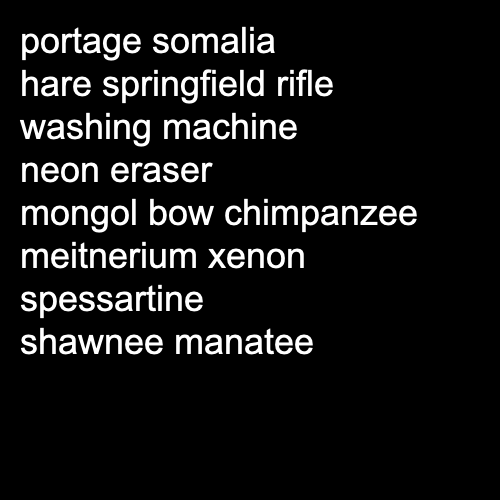 portage somalia
hare springfield rifle
washing machine
neon eraser
mongol bow chimpanzee
meitnerium xenon
spessartine
shawnee manatee